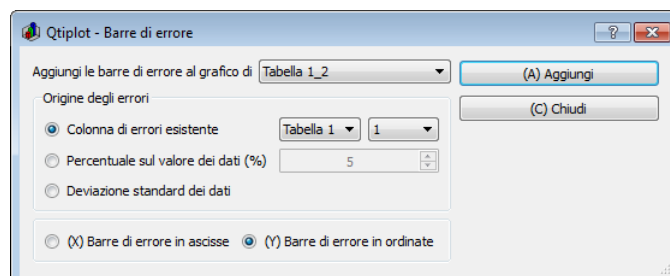 Qtiplot - Barre di errore
Aggiungi le barre di errore al grafico di Tabella 1_2 (A) Aggiungi
(C) Chiudi
Origine degli errori
Colonna di errori esistente Tabella 1 1
Percentuale sul valore dei dati (%) 5
Deviazione standard dei dati
(X) Barre di errore in ascisse (Y) Barre di errore in ordinate